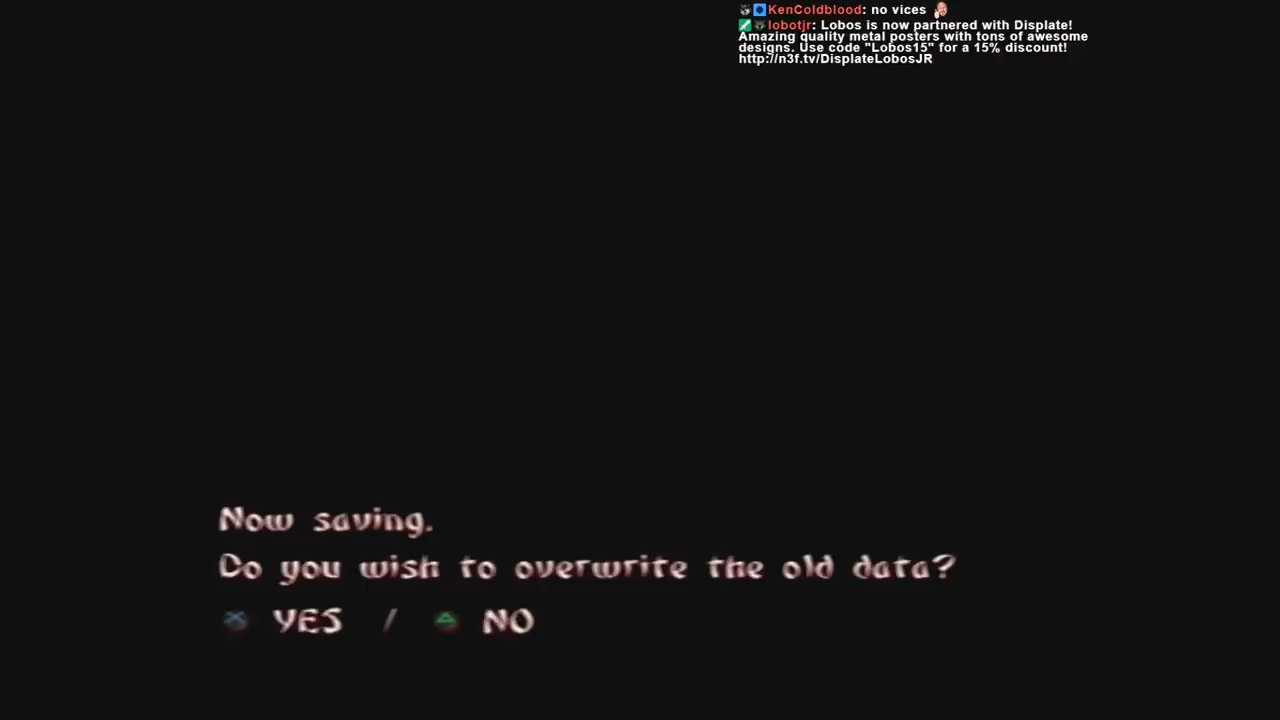 KenColdblood: no vices
lobotjr: Lobos is now partnered with Displate!
Amazing quality metal posters with tons of awesome
designs. Use code "Lobos15" for a 15% discount!
http://n3f.tv/DisplateLobosJR
Now saving.
Do you wish to overwrite the old data?
YES / NO